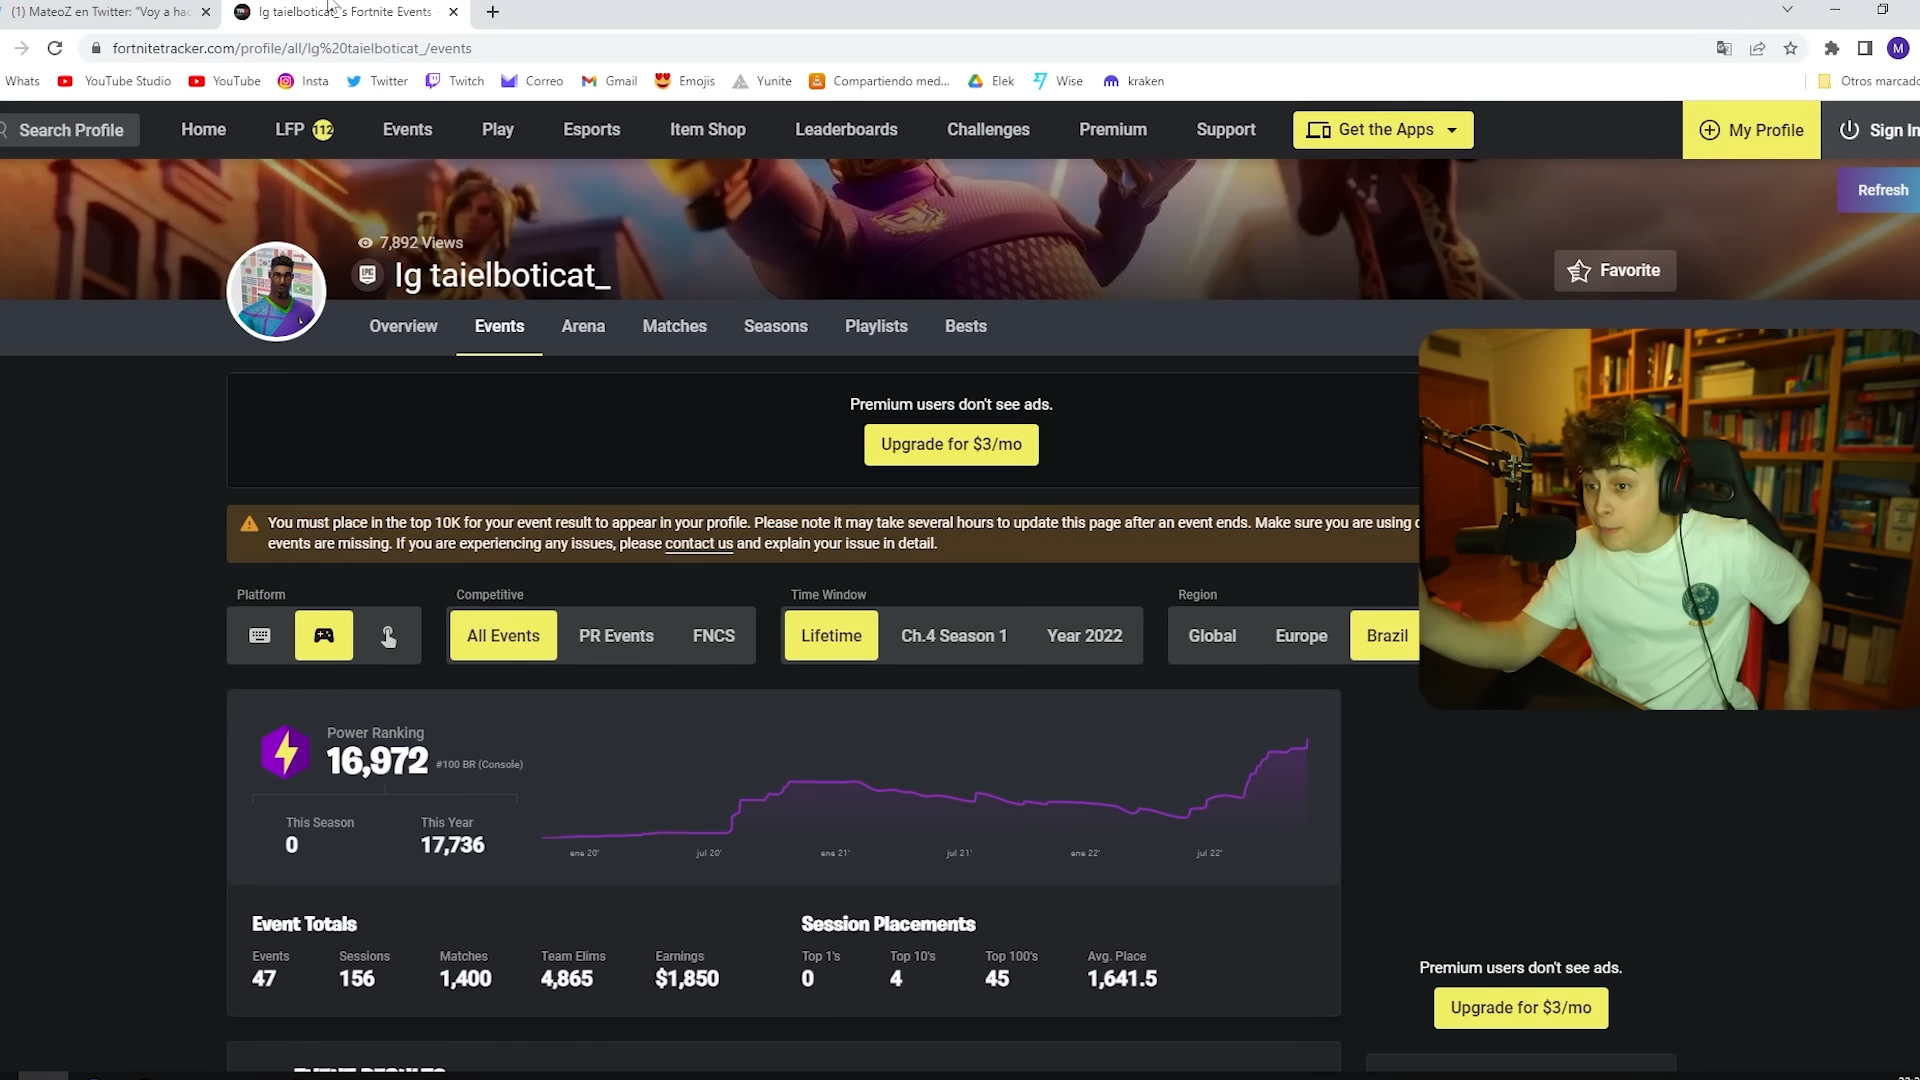 (1) MateoZ en Twitter: "Voy a hac
lg taielboticat_'s Fortnite Events -
fortnitetracker.com/profile/all/lg%20taielboticat_/events
M
Whats
YouTube Studio
YouTube
Insta
Twitter
Twitch
Correo
Gmail
Emojis
Yunite
Compartiendo med...
Elek
Wise
kraken
Otros marcado
Search Profile
Home
LFP 112
Events
Play
Esports
Item Shop
Leaderboards
Challenges
Premium
Support
Get the Apps
My Profile
Sign In
Refresh
7,892 Views
EPIC
lg taielboticat_
Favorite
Overview
Events
Arena
Matches
Seasons
Playlists
Bests
Premium users don't see ads.
Upgrade for $3/mo
You must place in the top 10K for your event result to appear in your profile. Please note it may take several hours to update this page after an event ends. Make sure you are using
events are missing. If you are experiencing any issues, please contact us and explain your issue in detail.
Platform
Competitive
Time Window
Region
All Events
PR Events
FNCS
Lifetime
Ch.4 Season 1
Year 2022
Global
Europe
Brazil
Power Ranking
16,972 #100 BR (Console)
This Season
This Year
0
17,736
ene 20'
jul 20'
ene 21'
jul 21'
ene 22'
jul 22'
Event Totals
Session Placements
Events
Sessions
Matches
Team Elims
Earnings
Top 1's
Top 10's
Top 100's
Avg. Place
47
156
1,400
4,865
$1,850
0
4
45
1,641.5
Premium users don't see ads.
Upgrade for $3/mo
EVENT RESULTS